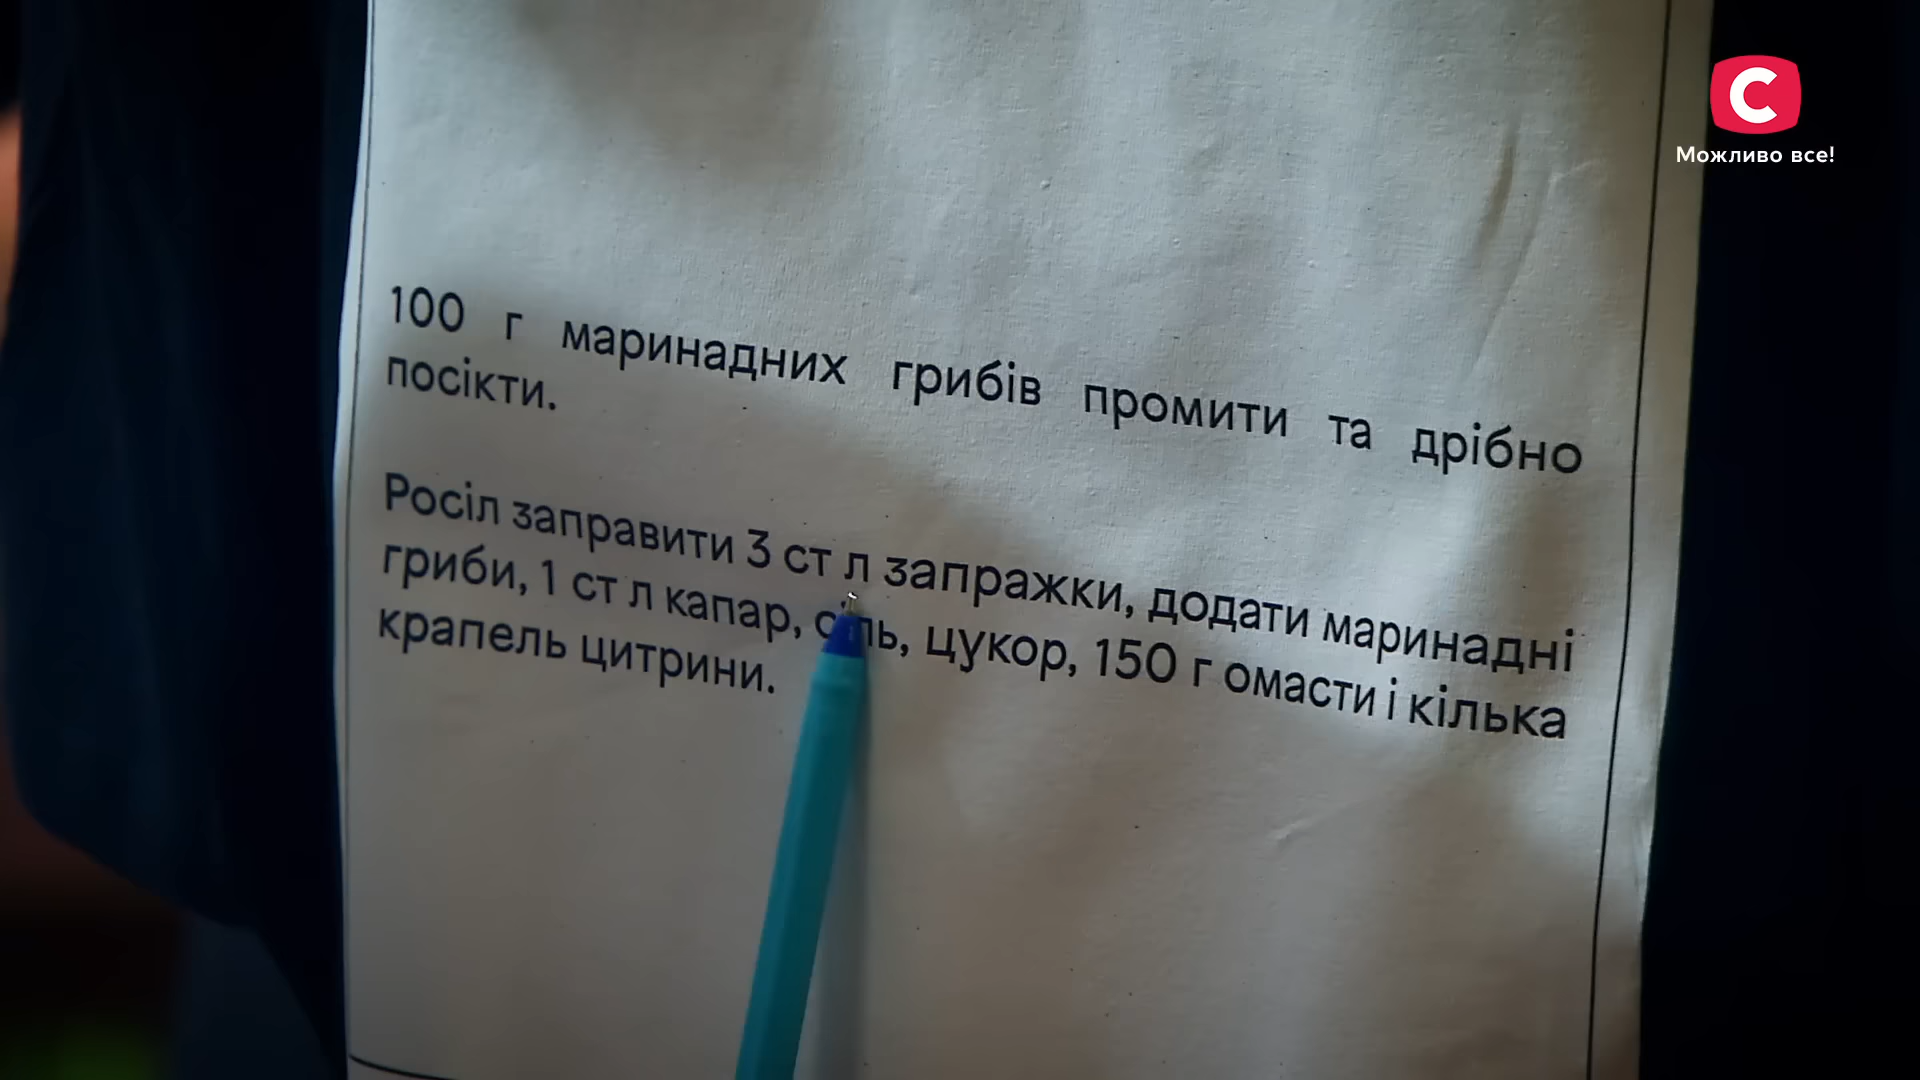 С
Можливо все!
100 г маринадних грибів промити та дрібно
посікти.
Росіл заправити 3 ст л запражки, додати маринадні
гриби, 1 ст л капар, сіль, цукор, 150 г омасти і кілька
крапель цитрини.